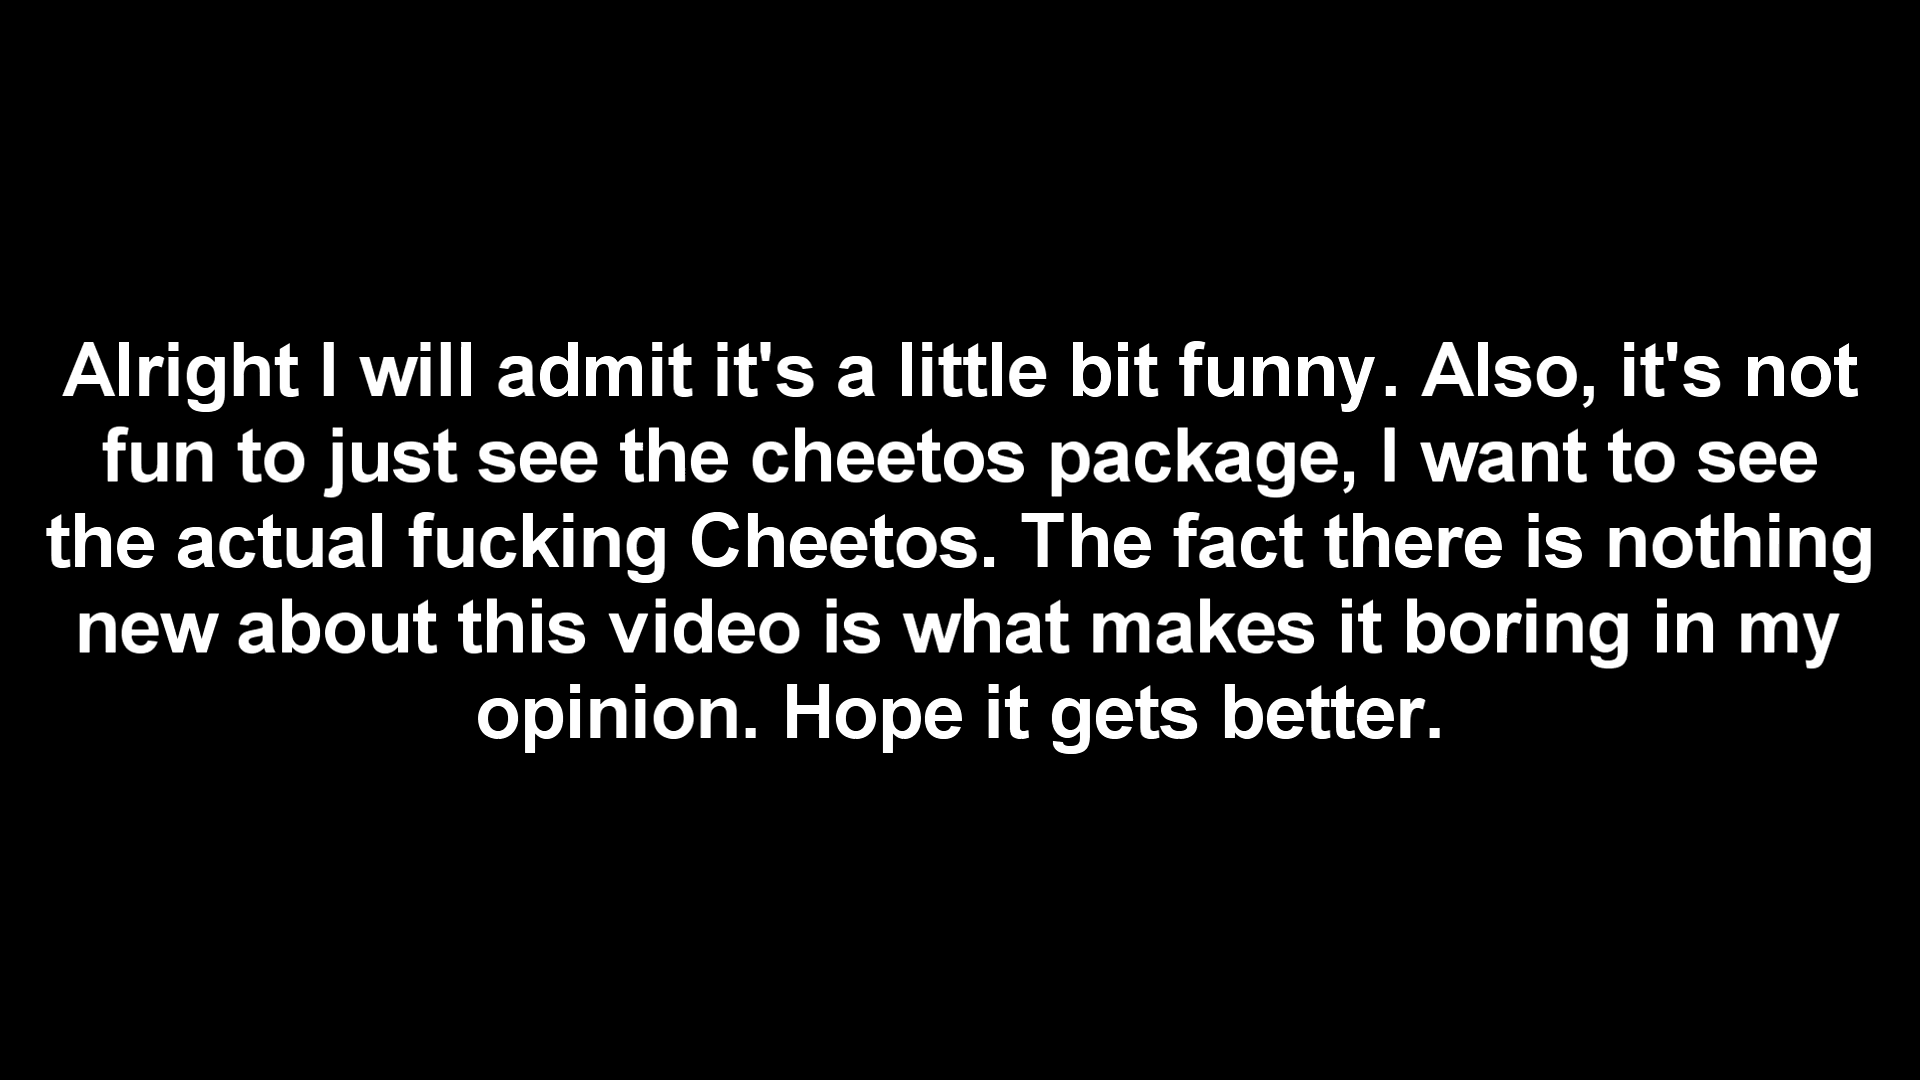 Alright I will admit it's a little bit funny. Also, it's not
fun to just see the cheetos package, I want to see
the actual fucking Cheetos. The fact there is nothing
new about this video is what makes it boring in my
opinion. Hope it gets better.